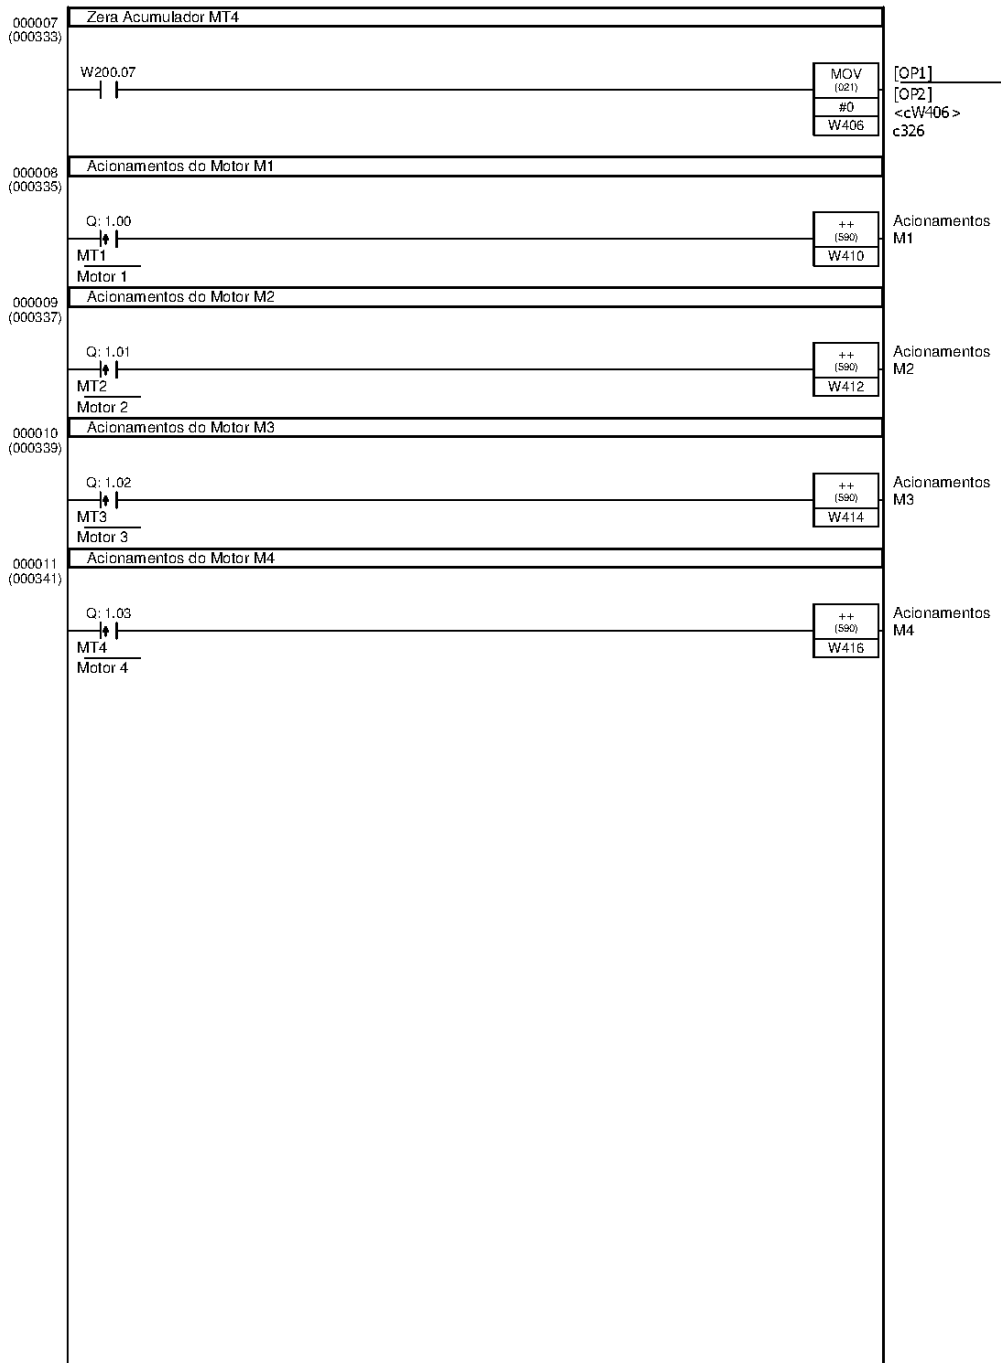 000007
(000333)
Zera Acumulador MT4
W200.07
MOV
(021)
#0
W406
[OP1]
[OP2]
<cW406>
c326
000008
(000335)
Acionamentos do Motor M1
Q: 1.00
MT1
Motor 1
++
(590)
W410
Acionamentos
M1
000009
(000337)
Acionamentos do Motor M2
Q: 1.01
MT2
Motor 2
++
(590)
W412
Acionamentos
M2
000010
(000339)
Acionamentos do Motor M3
Q: 1.02
MT3
Motor 3
++
(590)
W414
Acionamentos
M3
000011
(000341)
Acionamentos do Motor M4
Q: 1.03
MT4
Motor 4
++
(590)
W416
Acionamentos
M4